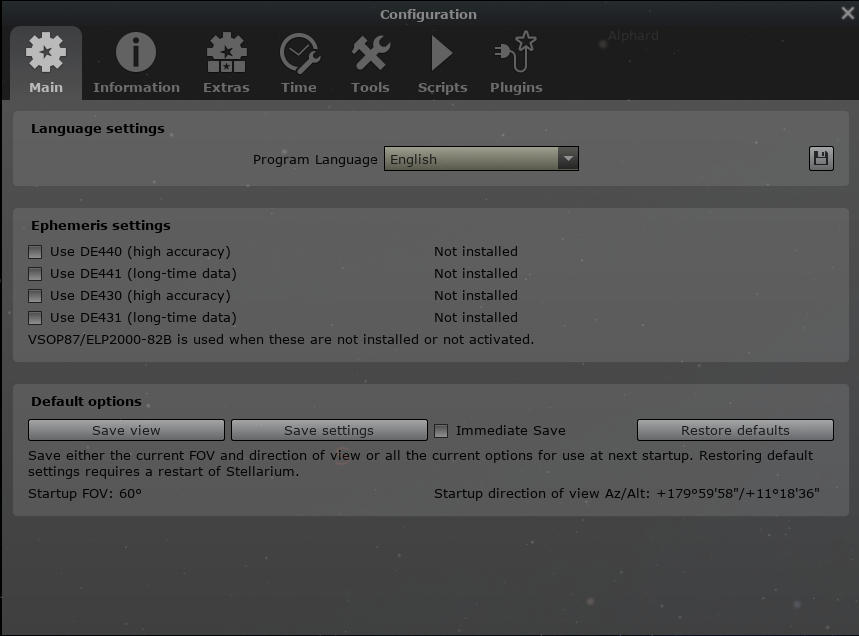 Configuration
Alphard
Main Information Extras Time Tools Scripts Plugins
Language settings
Program Language English
Ephemeris settings
Use DE440 (high accuracy) Not installed
Use DE441 (long-time data) Not installed
Use DE430 (high accuracy) Not installed
Use DE431 (long-time data) Not installed
VSOP87/ELP2000-82B is used when these are not installed or not activated.
Default options
Save view Save settings Immediate Save Restore defaults
Save either the current FOV and direction of view or all the current options for use at next startup. Restoring default
settings requires a restart of Stellarium.
Startup FOV: 60° Startup direction of view Az/Alt: +179°59'58"/+11°18'36"